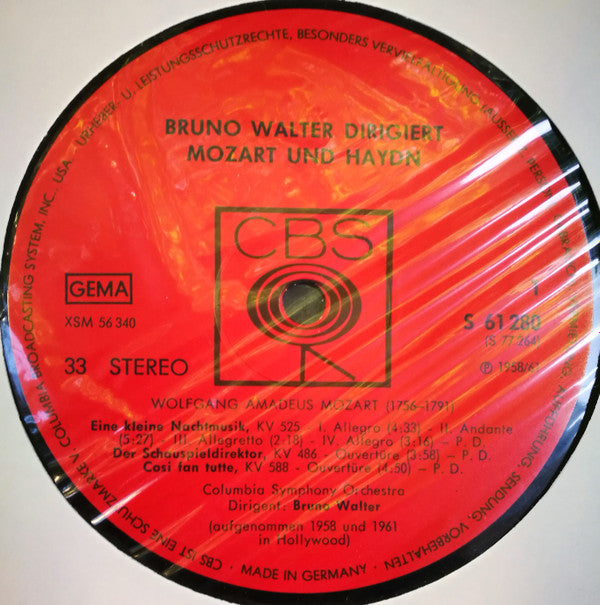 CBS IST EINE SCHUTZMARKE V. COLUMBIA BROADCASTING SYSTEM, INC., USA · URHEBER- U. LEISTUNGSSCHUTZRECHTE, BESONDERS VERVIELFÄLTIGUNG,
AUFFÜHRUNG, SENDUNG, VORBEHALTEN
BRUNO WALTER DIRIGIERT
MOZART UND HAYDN
CBS
GEMA
1
XSM 56 340
S 61 280
(S 77 264)
33 STEREO
Ⓟ 1958/61
WOLFGANG AMADEUS MOZART (1756-1791)
Eine kleine Nachtmusik, KV 525 - I. Allegro (4:33) - II. Andante
(5:27) - III. Allegretto (2:18) - IV. Allegro (3:16) — P. D.
Der Schauspieldirektor, KV 486 - Ouvertüre (3:58) — P. D.
Cosi fan tutte, KV 588 - Ouvertüre (4:50) — P. D.
Columbia Symphony Orchestra
Dirigent: Bruno Walter
(aufgenommen 1958 und 1961
in Hollywood)
· MADE IN GERMANY ·